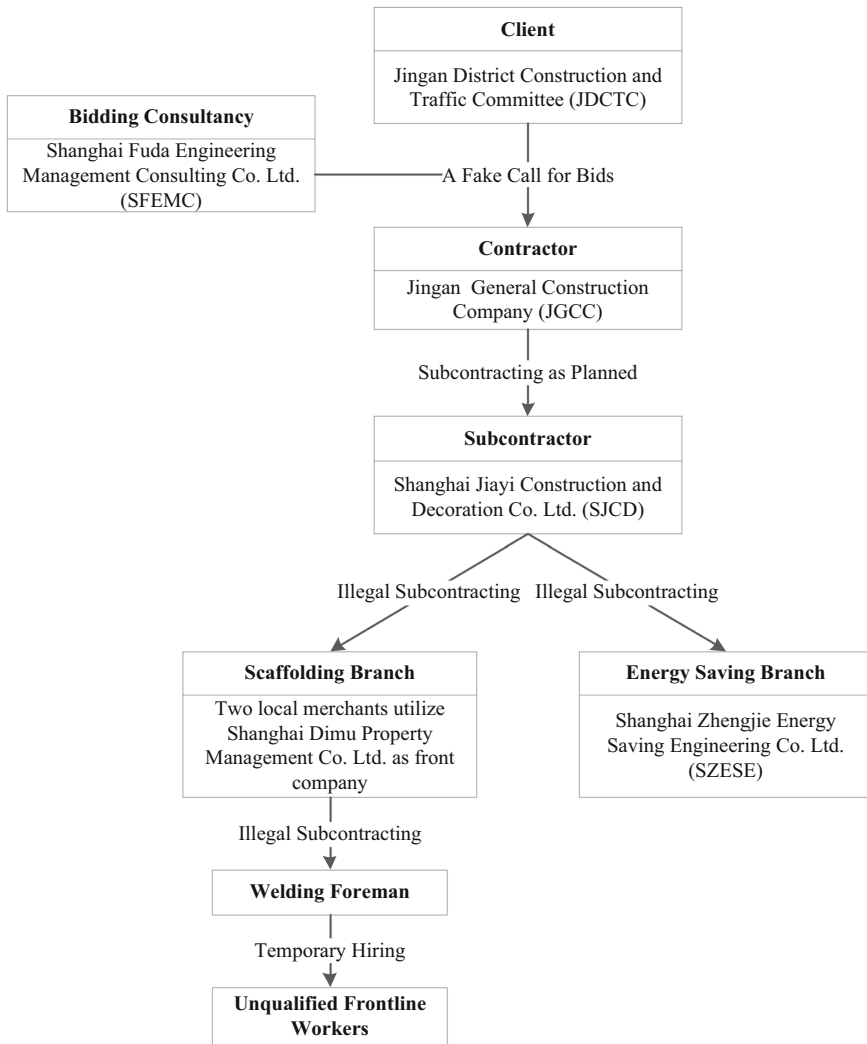 Client
Jingan District Construction and
Traffic Committee (JDCTC)
Bidding Consultancy
Shanghai Fuda Engineering
Management Consulting Co. Ltd.
(SFEMC)
A Fake Call for Bids
Contractor
Jingan General Construction
Company (JGCC)
Subcontracting as Planned
Subcontractor
Shanghai Jiayi Construction and
Decoration Co. Ltd. (SJCD)
Illegal Subcontracting
Illegal Subcontracting
Scaffolding Branch
Two local merchants utilize
Shanghai Dimu Property
Management Co. Ltd. as front
company
Energy Saving Branch
Shanghai Zhengjie Energy
Saving Engineering Co. Ltd.
(SZESE)
Illegal Subcontracting
Welding Foreman
Temporary Hiring
Unqualified Frontline
Workers